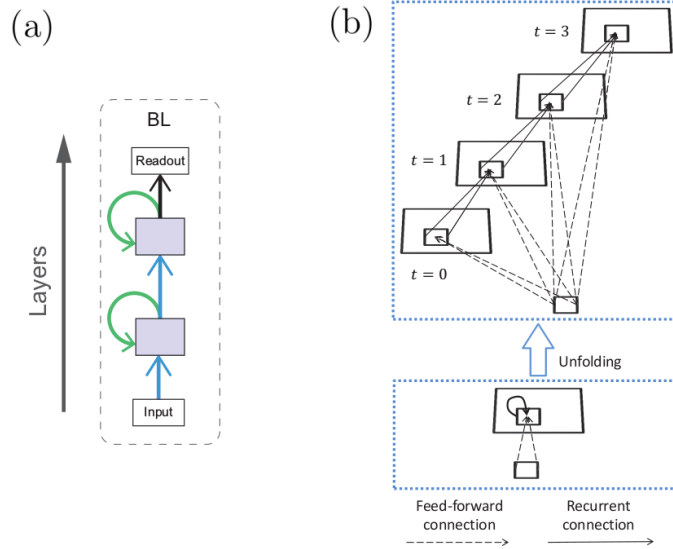 (a)
BL
Readout
Layers
Input
(b)
t = 3
t = 2
t = 1
t = 0
Unfolding
Feed-forward
connection
Recurrent
connection